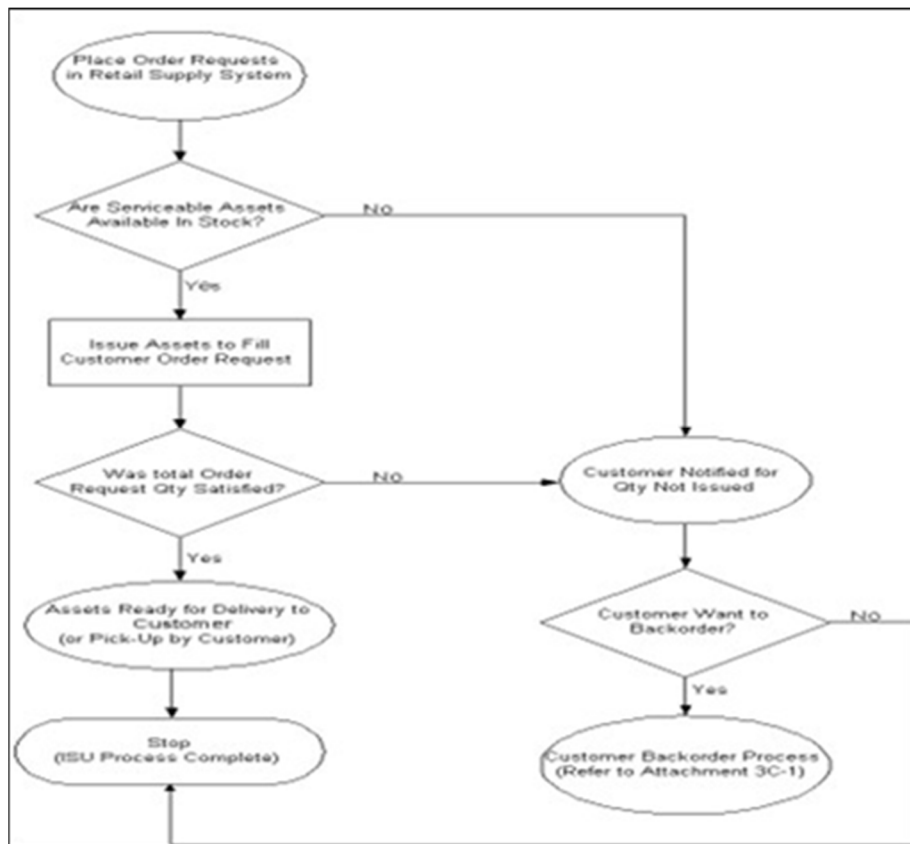 Place Order Requests
in Retail Supply System
Are Serviceable Assets
Available In Stock?
No
Yes
Issue Assets to Fill
Customer Order Request
Was total Order
Request Qty Satisfied?
No
Customer Notified for
Qty Not Issued
Yes
Assets Ready for Delivery to
Customer
(or Pick-Up by Customer)
Customer Want to
Backorder?
No
Yes
Stop
(ISU Process Complete)
Customer Backorder Process
(Refer to Attachment 3C-1)